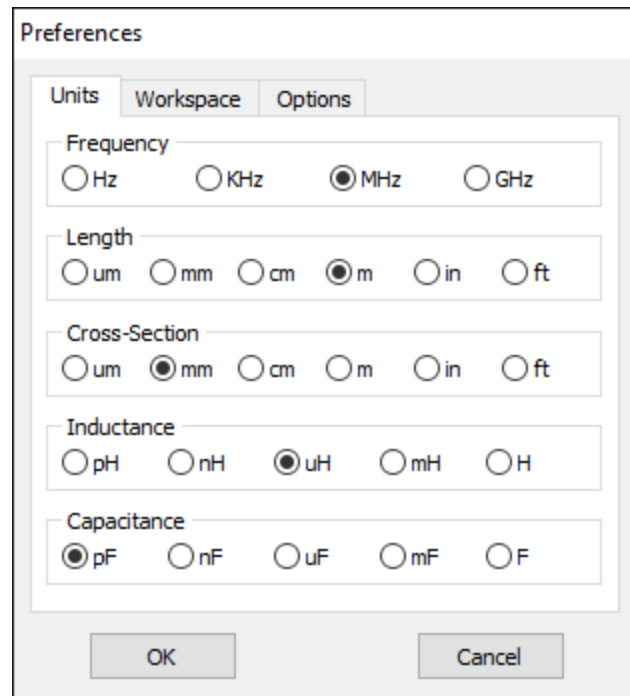 Preferences
Units Workspace Options
Frequency
Hz KHz MHz GHz
Length
um mm cm m in ft
Cross-Section
um mm cm m in ft
Inductance
pH nH uH mH H
Capacitance
pF nF uF mF F
OK Cancel